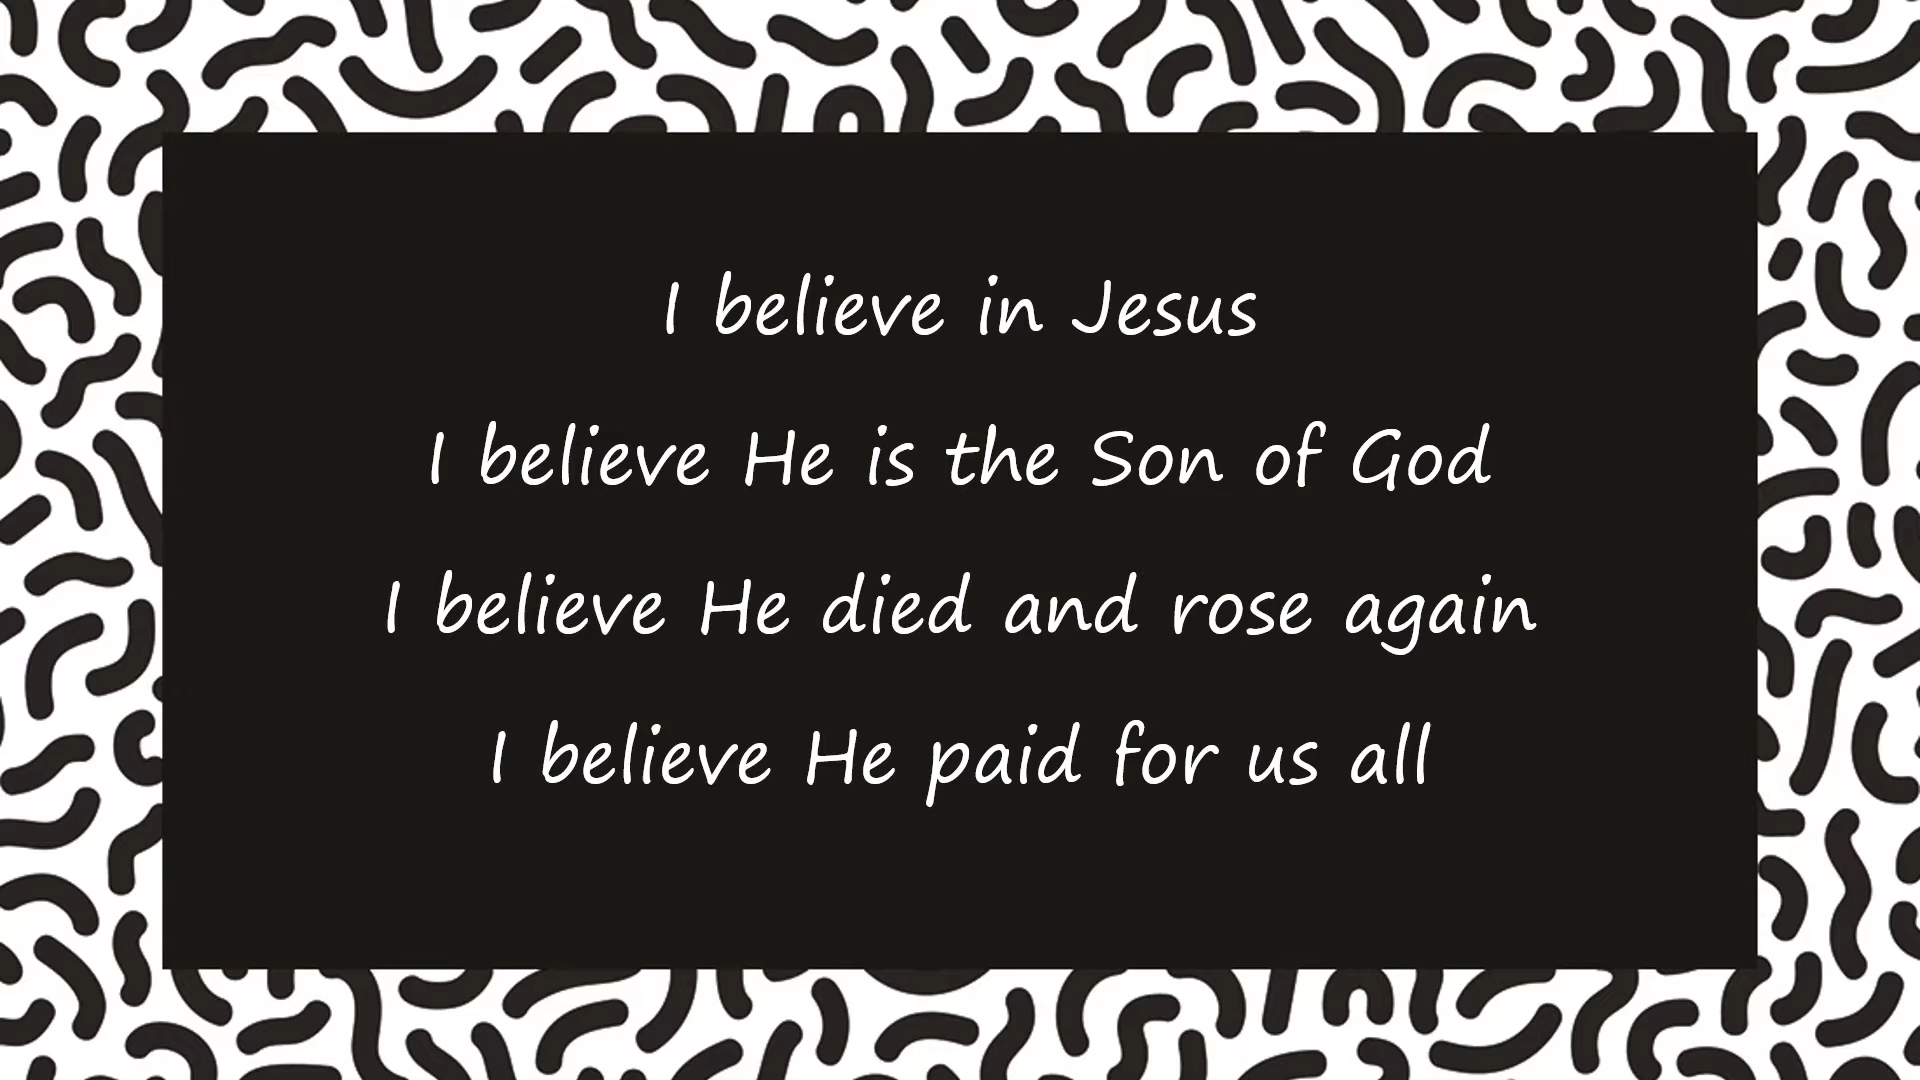 I believe in Jesus
I believe He is the Son of God
I believe He died and rose again
I believe He paid for us all